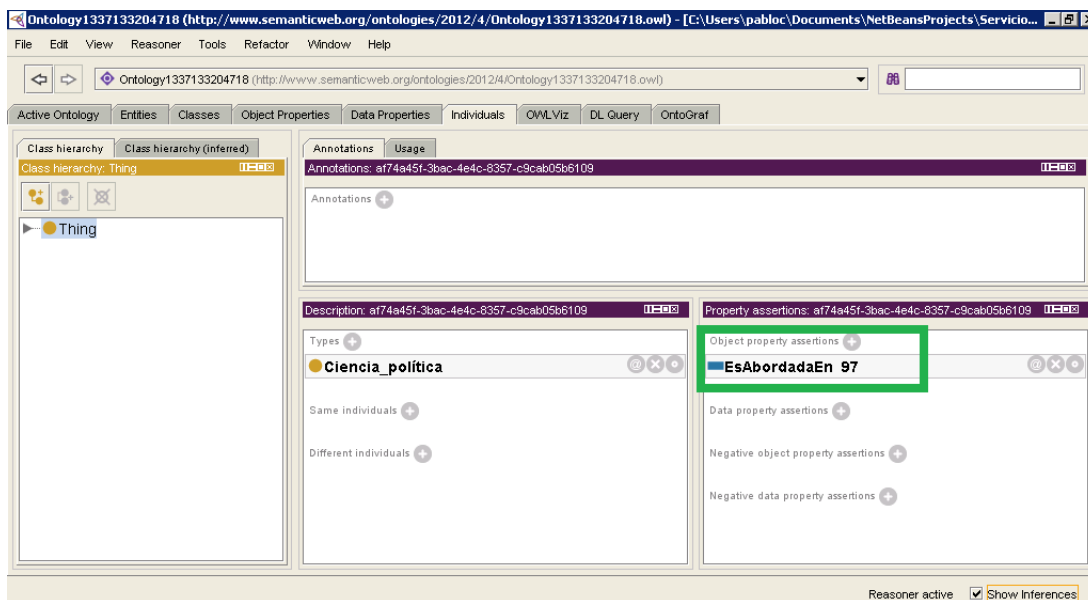 Ontology1337133204718 (http://www.semanticweb.org/ontologies/2012/4/Ontology1337133204718.owl) - [C:\Users\pabloc\Documents\NetBeansProjects\Servicio...
File Edit View Reasoner Tools Refactor Window Help
Ontology1337133204718 (http://www.semanticweb.org/ontologies/2012/4/Ontology1337133204718.owl)
Active Ontology Entities Classes Object Properties Data Properties Individuals OWLViz DL Query OntoGraf
Class hierarchy Class hierarchy (inferred)
Class hierarchy: Thing
Thing
Annotations Usage
Annotations: af74a45f-3bac-4e4c-8357-c9cab05b6109
Annotations
Description: af74a45f-3bac-4e4c-8357-c9cab05b6109
Types
Ciencia_política
Same individuals
Different individuals
Property assertions: af74a45f-3bac-4e4c-8357-c9cab05b6109
Object property assertions
EsAbordadaEn 97
Data property assertions
Negative object property assertions
Negative data property assertions
Reasoner active Show Inferences